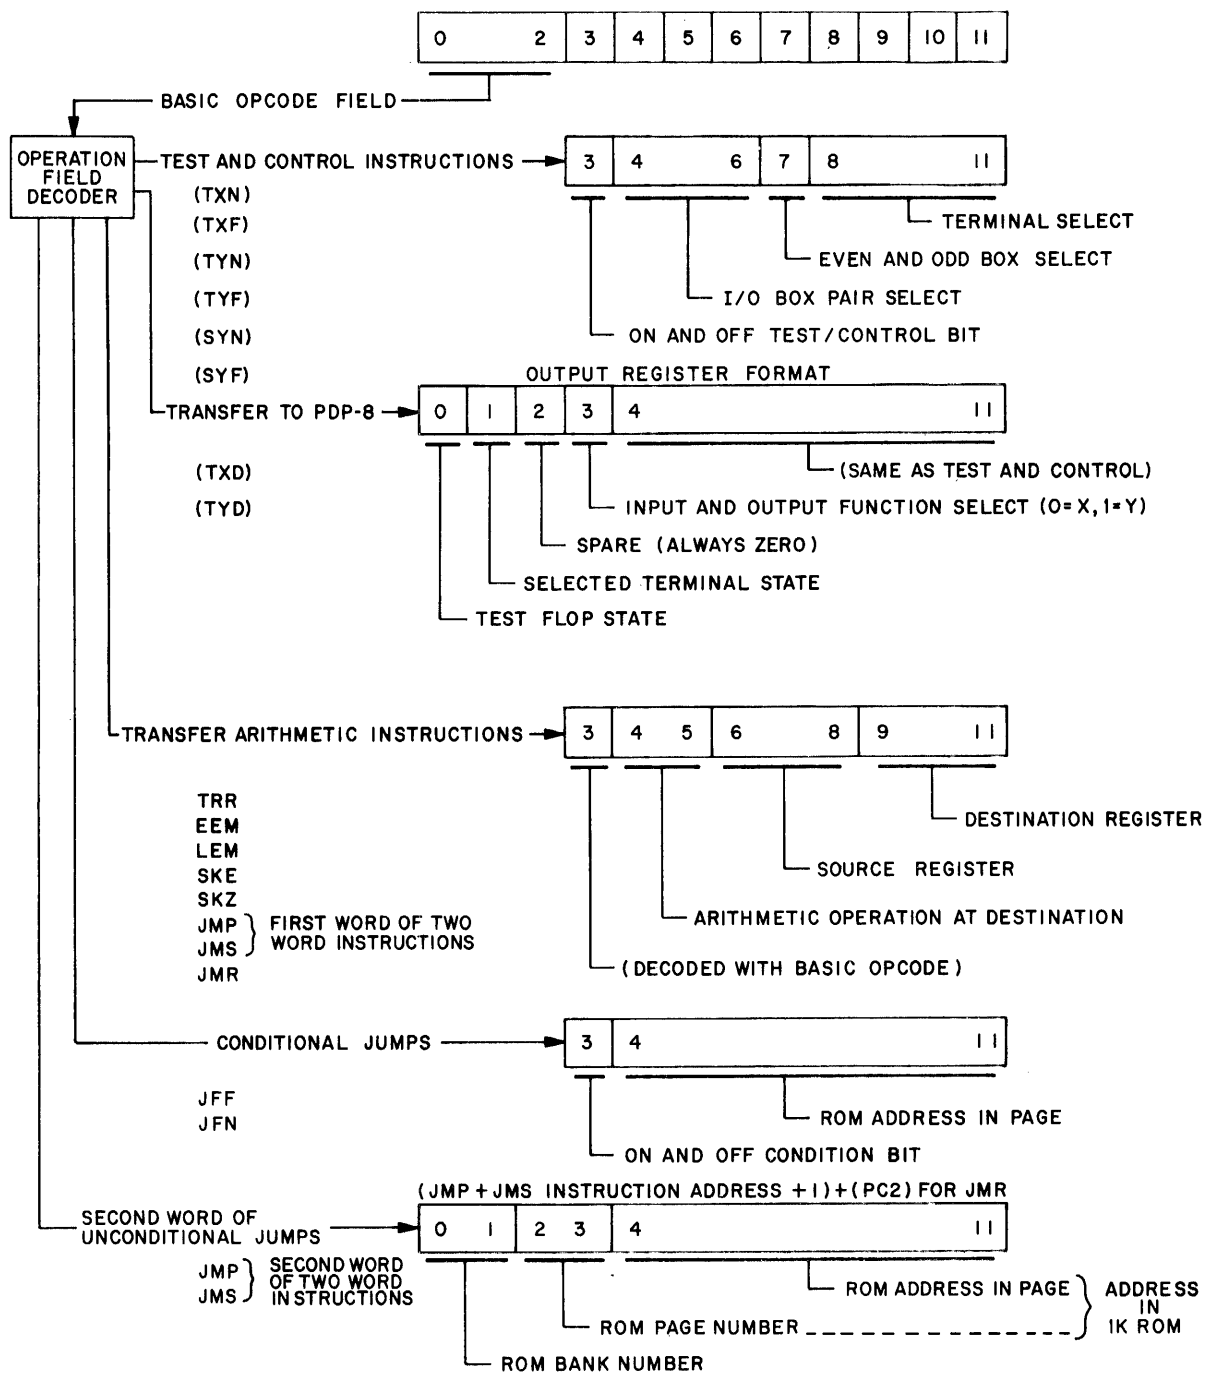 0 2 3 4 5 6 7 8 9 10 11
BASIC OPCODE FIELD
OPERATION
FIELD
DECODER
TEST AND CONTROL INSTRUCTIONS
3 4 6 7 8 11
(TXN)
(TXF)
(TYN)
(TYF)
(SYN)
(SYF)
TERMINAL SELECT
EVEN AND ODD BOX SELECT
I/O BOX PAIR SELECT
ON AND OFF TEST/CONTROL BIT
OUTPUT REGISTER FORMAT
TRANSFER TO PDP-8
0 1 2 3 4 11
(TXD)
(TYD)
(SAME AS TEST AND CONTROL)
INPUT AND OUTPUT FUNCTION SELECT (0=X,1=Y)
SPARE (ALWAYS ZERO)
SELECTED TERMINAL STATE
TEST FLOP STATE
TRANSFER ARITHMETIC INSTRUCTIONS
3 4 5 6 8 9 11
TRR
EEM
LEM
SKE
SKZ
JMP
JMS
FIRST WORD OF TWO
WORD INSTRUCTIONS
JMR
DESTINATION REGISTER
SOURCE REGISTER
ARITHMETIC OPERATION AT DESTINATION
(DECODED WITH BASIC OPCODE)
CONDITIONAL JUMPS
3 4 11
JFF
JFN
ROM ADDRESS IN PAGE
ON AND OFF CONDITION BIT
(JMP+JMS INSTRUCTION ADDRESS +1)+(PC2) FOR JMR
SECOND WORD OF
UNCONDITIONAL JUMPS
0 1 2 3 4 11
JMP
JMS
SECOND WORD
OF TWO WORD
INSTRUCTIONS
ROM ADDRESS IN PAGE
ROM PAGE NUMBER
ROM BANK NUMBER
ADDRESS
IN
1K ROM